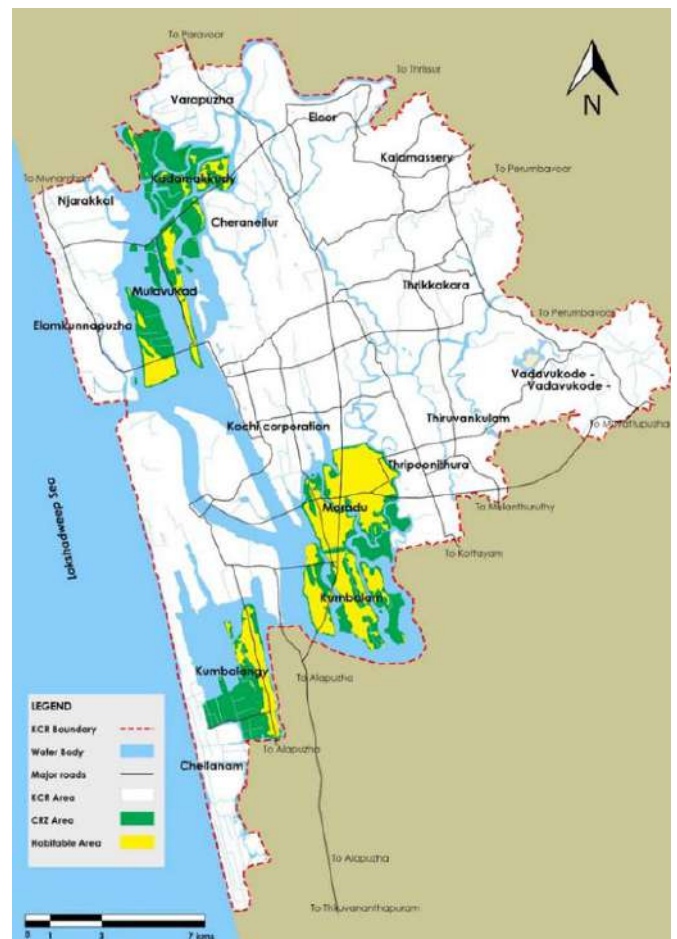 To Paravoor
To Thrissur
N
Varapuzha
Eloor
Kalamassery
To Perumbavoor
Kadamakkudy
To Munambam
Njarakkal
Cheranellur
Thrikkakara
Mulavukad
To Perumbavoor
Elamkunnapuzha
Vadavukode -
Vadavukode -
Thiruvankulam
To Muvattupuzha
Kochi corporation
Thripoonithura
Maradu
To Mulanthuruthy
To Kottayam
Lakshadweep Sea
Kumbalam
Kumbalangy
To Alapuzha
LEGEND
KCR Boundary
To Alapuzha
Water Body
Chellanam
Major roads
KCR Area
CRZ Area
Habitable Area
To Alapuzha
To Thiruvananthapuram
0 1 3 7 kms.